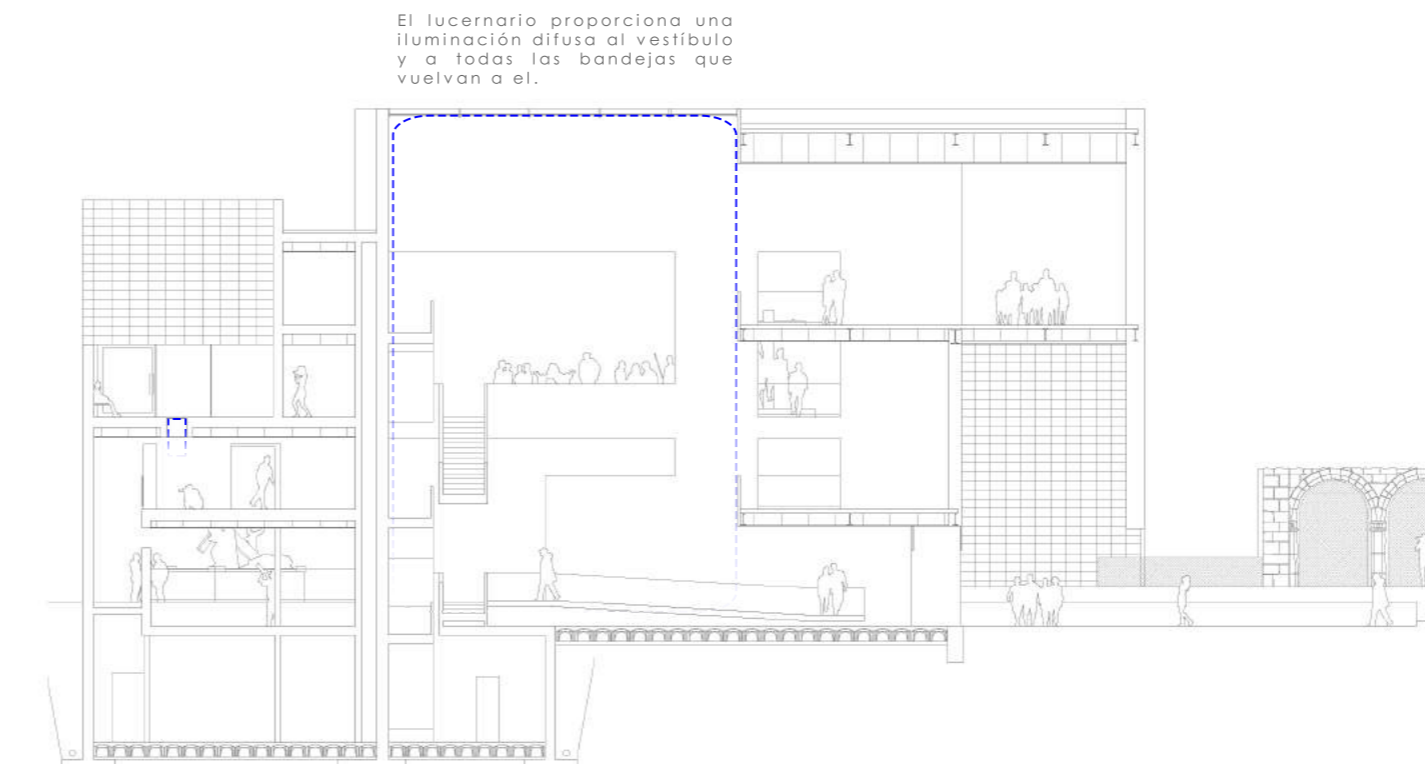 El lucernario proporciona una
iluminación difusa al vestíbulo
y a todas las bandejas que
vuelvan a el.